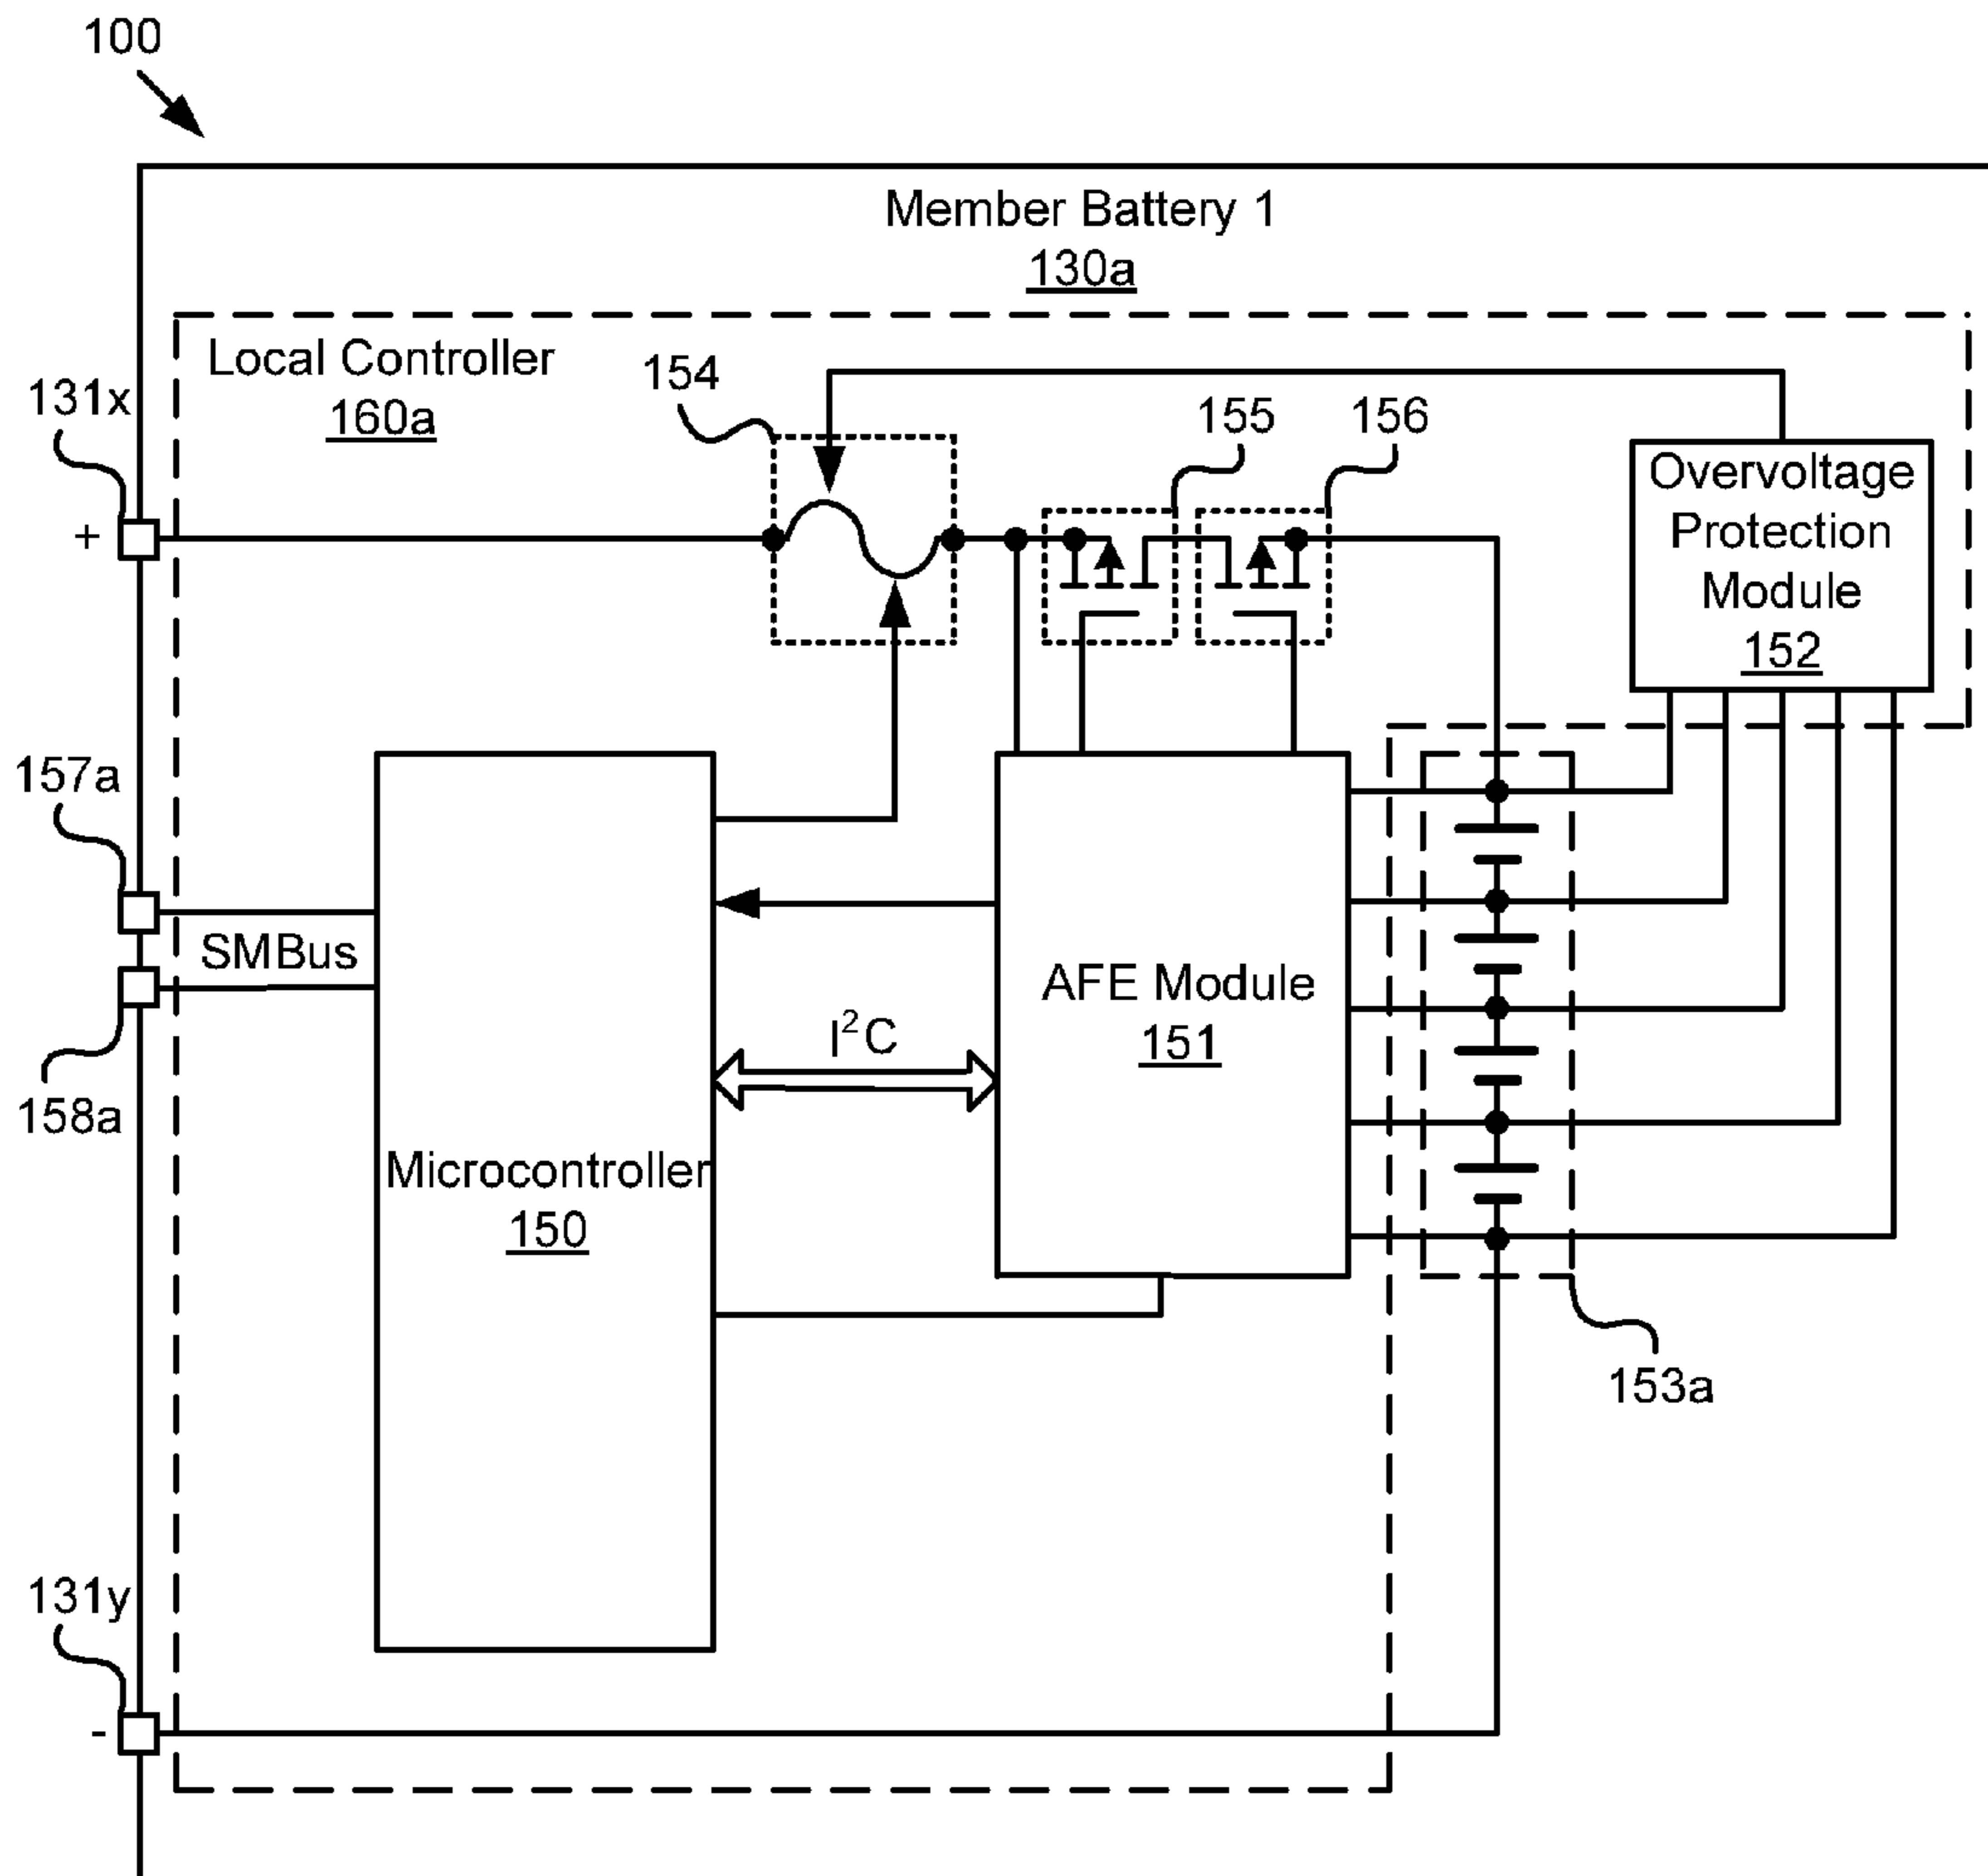 100
Member Battery 1
130a
Local Controller
160a
154
155
156
131x
+
Overvoltage
Protection
Module
152
157a
SMBus
158a
I²C
AFE Module
151
Microcontroller
150
153a
131y
-